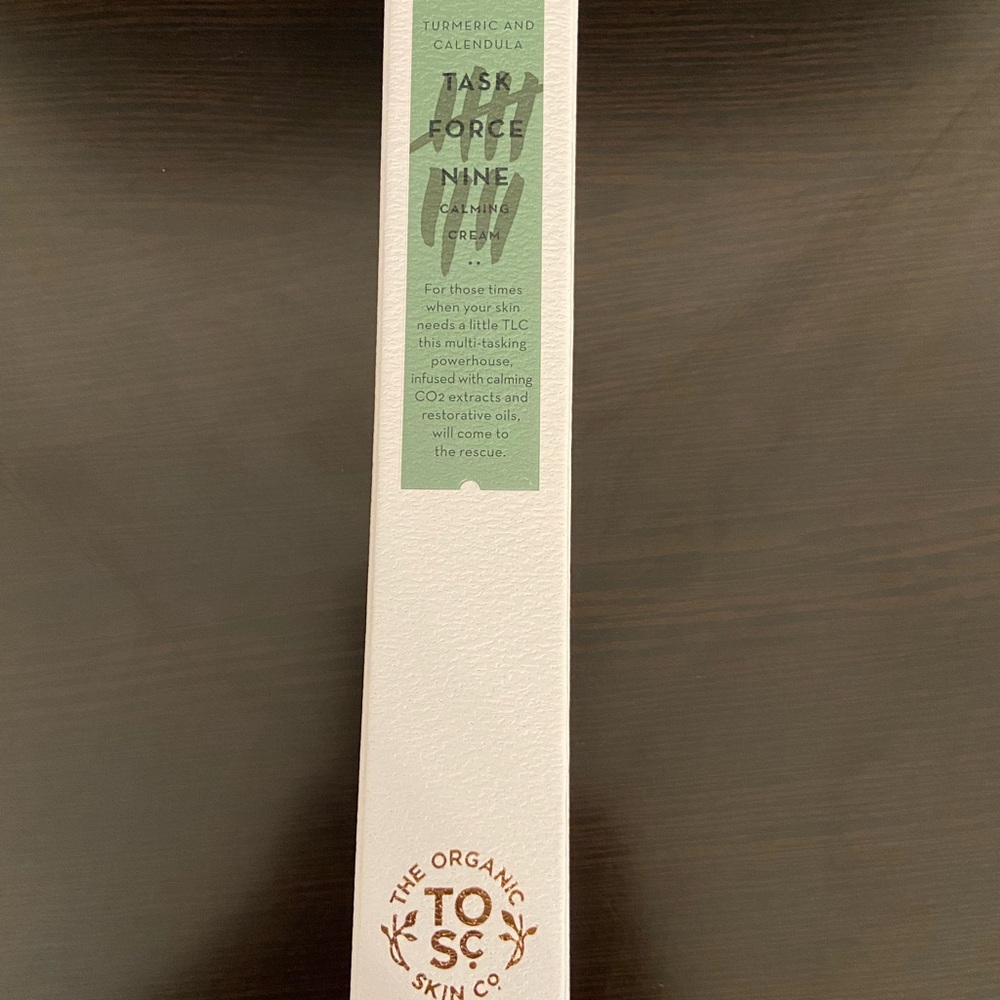 TURMERIC AND
CALENDULA
TASK
FORCE
NINE
CALMING
CREAM
For those times
when your skin
needs a little TLC
this multi-tasking
powerhouse,
infused with calming
CO2 extracts and
restorative oils,
will come to
the rescue.
THE ORGANIC
TO
SC
SKIN CO.